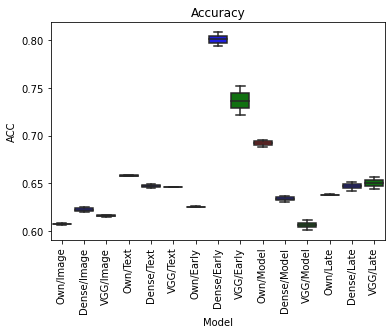 Accuracy
ACC
0.80
0.75
0.70
0.65
0.60
Own/Image
Dense/Image
VGG/Image
Own/Text
Dense/Text
VGG/Text
Own/Early
Dense/Early
VGG/Early
Own/Model
Dense/Model
VGG/Model
Own/Late
Dense/Late
VGG/Late
Model